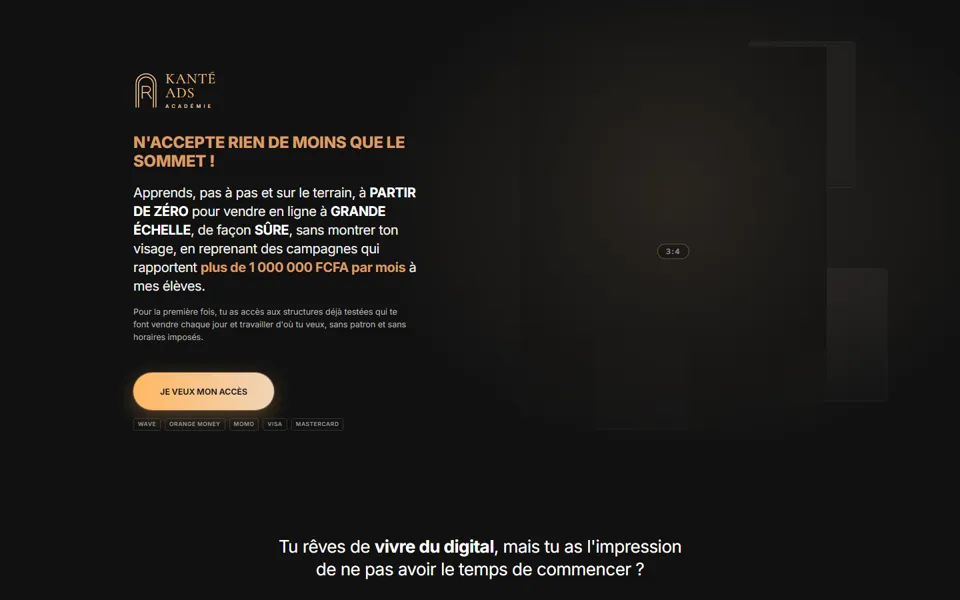 KANTÉ
ADS
ACADÉMIE
N'ACCEPTE RIEN DE MOINS QUE LE
SOMMET !
Apprends, pas à pas et sur le terrain, à PARTIR
DE ZÉRO pour vendre en ligne à GRANDE
ÉCHELLE, de façon SÛRE, sans montrer ton
visage, en reprenant des campagnes qui
rapportent plus de 1 000 000 FCFA par mois à
mes élèves.
Pour la première fois, tu as accès aux structures déjà testées qui te
font vendre chaque jour et travailler d'où tu veux, sans patron et sans
horaires imposés.
JE VEUX MON ACCÈS
WAVE ORANGE MONEY MOMO VISA MASTERCARD
3:4
Tu rêves de vivre du digital, mais tu as l'impression
de ne pas avoir le temps de commencer ?